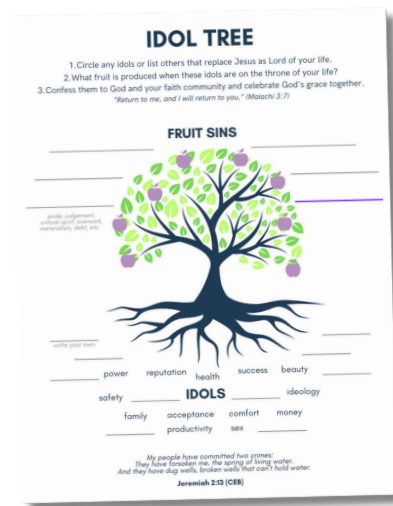 IDOL TREE
1.Circle any idols or list others that replace Jesus as Lord of your life.
2.What fruit is produced when these idols are on the throne of your life?
3.Confess them to God and your faith community and celebrate God's grace together.
"Return to me, and I will return to you," (Malachi 3:7)
FRUIT SINS
pride, judgement,
critical spirit, overwork,
materialism, debt, etc.
write your own
power reputation health success beauty
safety IDOLS ideology
family acceptance comfort money
productivity sex
My people have committed two crimes:
They have forsaken me, the spring of living water.
And they have dug wells, broken wells that can't hold water.
Jeremiah 2:13 (CEB)